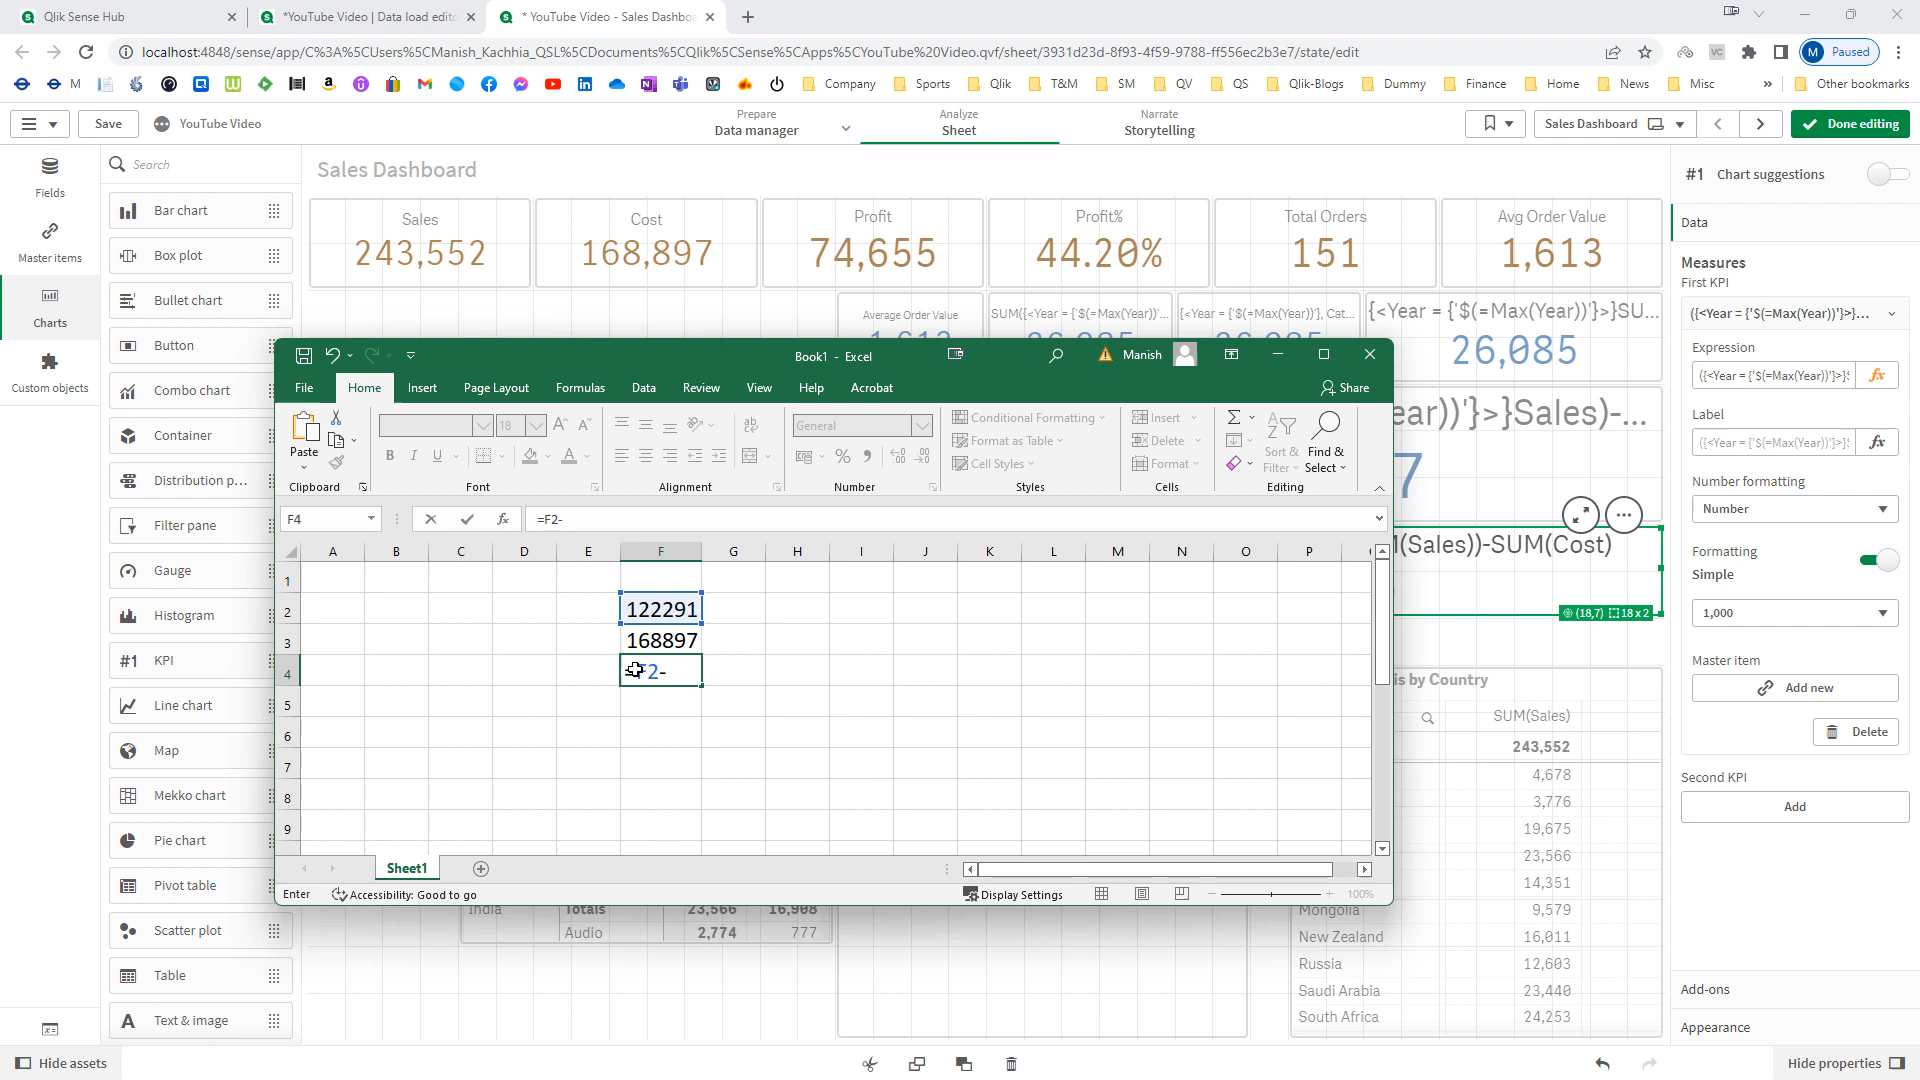 Qlik Sense Hub
*YouTube Video | Data load edito
* YouTube Video - Sales Dashboa
localhost:4848/sense/app/C%3A%5CUsers%5CManish_Kachhia_QSL%5CDocuments%5CQlik%5CSense%5CApps%5CYouTube%20Video.qvf/sheet/3931d23d-8f93-4f59-9788-ff556ec2b3e7/state/edit
M Paused
M Company Sports Qlik T&M SM QV QS Qlik-Blogs Dummy Finance Home News Misc » Other bookmarks
Save
YouTube Video
Prepare
Data manager
Analyze
Sheet
Narrate
Storytelling
Sales Dashboard
Done editing
Fields
Master items
Charts
Custom objects
Search
Bar chart
Box plot
Bullet chart
Button
Combo chart
Container
Distribution p...
Filter pane
Gauge
Histogram
#1 KPI
Line chart
Map
Mekko chart
Pie chart
Pivot table
Scatter plot
Table
A Text & image
Sales Dashboard
Sales
243,552
Cost
168,897
Profit
74,655
Profit%
44.20%
Total Orders
151
Avg Order Value
1,613
Average Order Value
SUM({<Year = {'$(=Max(Year))'...
{<Year = {'$(=Max(Year))'}, Cat...
{<Year = {'$(=Max(Year))'}>}SU...
1,613
26,085
26,085
26,085
ear))'}>}Sales)-...
7
(Sales))-SUM(Cost)
(18,7) 18 x 2
Book1 - Excel
Manish
File
Home
Insert
Page Layout
Formulas
Data
Review
View
Help
Acrobat
Share
Paste
18
B I U
General
Conditional Formatting
Format as Table
Cell Styles
Insert
Delete
Format
Sort &
Filter
Find &
Select
Clipboard
Font
Alignment
Number
Styles
Cells
Editing
F4
fx
=F2-
A B C D E F G H I J K L M N O P
1
2 122291
3 168897
4 =F2-
5
6
7
8
9
Sheet1
Enter
Accessibility: Good to go
Display Settings
100%
India Totals 23,566 16,908
Audio 2,774 777
is by Country
SUM(Sales)
243,552
4,678
3,776
19,675
23,566
14,351
Mongolia 9,579
New Zealand 16,011
Russia 12,603
Saudi Arabia 23,440
South Africa 24,253
#1 Chart suggestions
Data
Measures
First KPI
({<Year = {'$(=Max(Year))'}>}...
Expression
({<Year = {'$(=Max(Year))'}>}S
fx
Label
({<Year = {'$(=Max(Year))'}>}S
fx
Number formatting
Number
Formatting
Simple
1,000
Master item
Add new
Delete
Second KPI
Add
Add-ons
Appearance
Hide assets
Hide properties